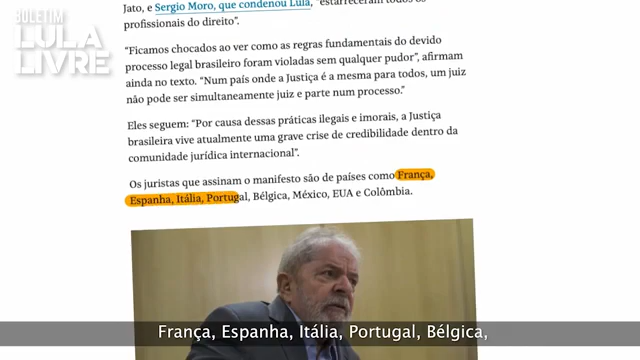 BOLETIM
LULA
LIVRE
Jato, e Sergio Moro, que condenou Lula, "estarreceram todos os
profissionais do direito".
"Ficamos chocados ao ver como as regras fundamentais do devido
processo legal brasileiro foram violadas sem qualquer pudor", afirmam
ainda no texto. "Num país onde a Justiça é a mesma para todos, um juiz
não pode ser simultaneamente juiz e parte num processo."
Eles seguem: "Por causa dessas práticas ilegais e imorais, a Justiça
brasileira vive atualmente uma grave crise de credibilidade dentro da
comunidade jurídica internacional".
Os juristas que assinam o manifesto são de países como França,
Espanha, Itália, Portugal, Bélgica, México, EUA e Colômbia.
França, Espanha, Itália, Portugal, Bélgica,